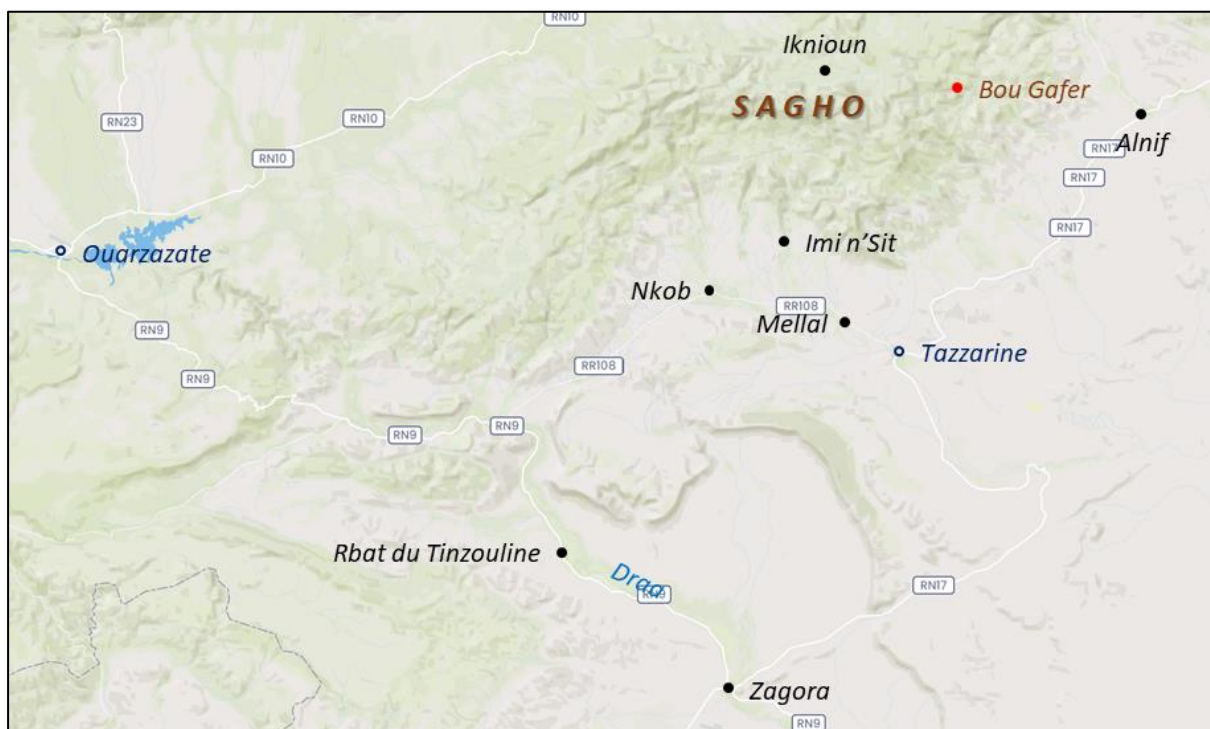 RN10
Iknioun
SAGHO
Bou Gafer
RN23
RN10
Alnif
RN17
RN10
RN17
RN17
Ouarzazate
Imi n'Sit
Nkob
RR108
Mellal
RN9
Tazzarine
RR108
RN9
RN9
RN9
Rbat du Tinzouline
Draa
RN9
RN17
Zagora
RN9